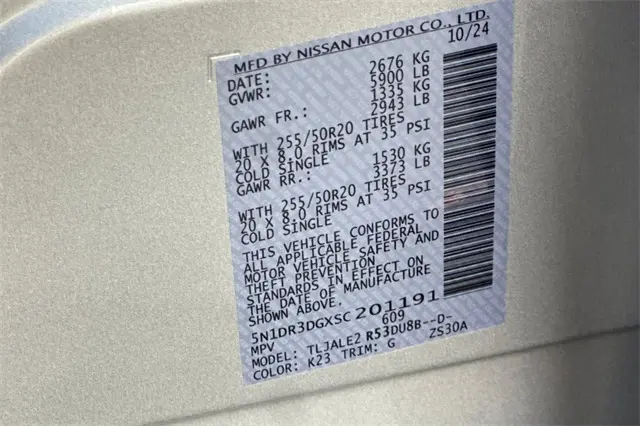 MFD BY NISSAN MOTOR CO., LTD.
DATE: 10/24
GVWR: 2676 KG
5900 LB
GAWR FR.: 1335 KG
2943 LB
WITH 255/50R20 TIRES
20 X 8.0 RIMS AT 35 PSI
COLD SINGLE
GAWR RR.: 1530 KG
3373 LB
WITH 255/50R20 TIRES
20 X 8.0 RIMS AT 35 PSI
COLD SINGLE
THIS VEHICLE CONFORMS TO
ALL APPLICABLE FEDERAL
MOTOR VEHICLE SAFETY AND
THEFT PREVENTION
STANDARDS IN EFFECT ON
THE DATE OF MANUFACTURE
SHOWN ABOVE.
5N1DR3DGXSC201191
MPV 609
MODEL: TLJALE2 R53DU8B--D-
COLOR: K23 TRIM: G ZS30A